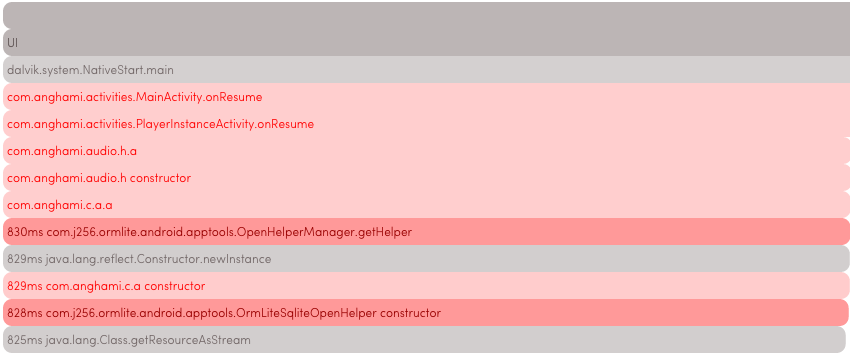 UI
dalvik.system.NativeStart.main
com.anghami.activities.MainActivity.onResume
com.anghami.activities.PlayerInstanceActivity.onResume
com.anghami.audio.h.a
com.anghami.audio.h constructor
com.anghami.c.a.a
830ms com.j256.ormlite.android.apptools.OpenHelperManager.getHelper
829ms java.lang.reflect.Constructor.newInstance
829ms com.anghami.c.a constructor
828ms com.j256.ormlite.android.apptools.OrmLiteSqliteOpenHelper constructor
825ms java.lang.Class.getResourceAsStream